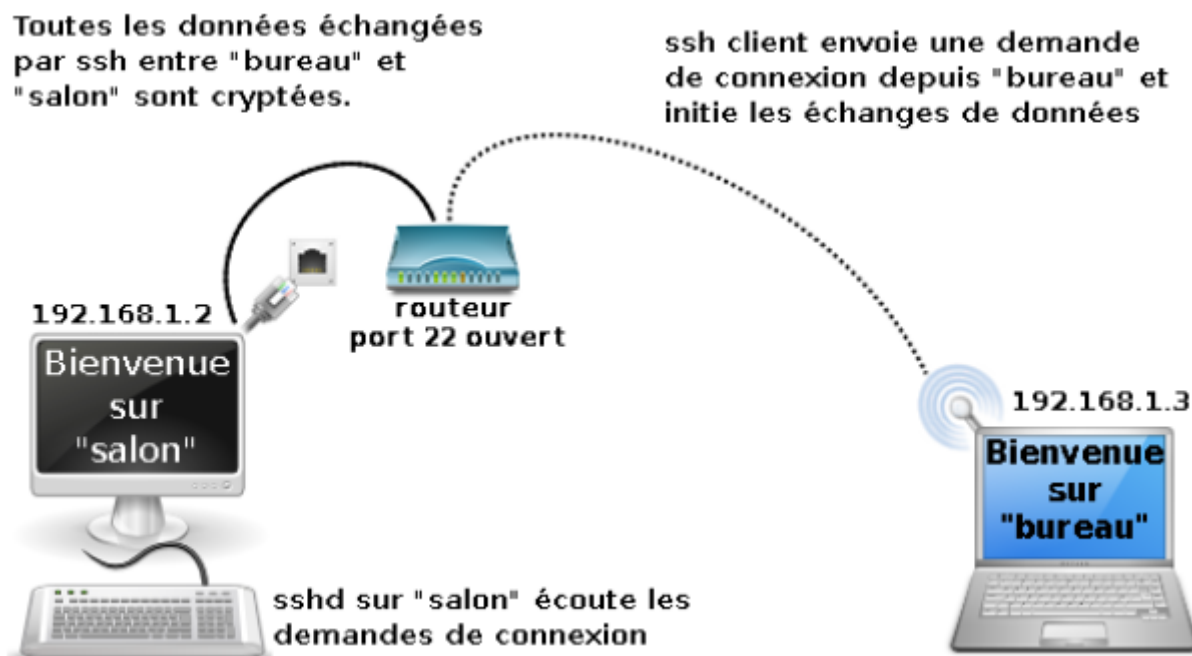 Toutes les données échangées
par ssh entre "bureau" et
"salon" sont cryptées.
ssh client envoie une demande
de connexion depuis "bureau" et
initie les échanges de données
routeur
port 22 ouvert
192.168.1.2
Bienvenue
sur
"salon"
192.168.1.3
Bienvenue
sur
"bureau"
sshd sur "salon" écoute les
demandes de connexion